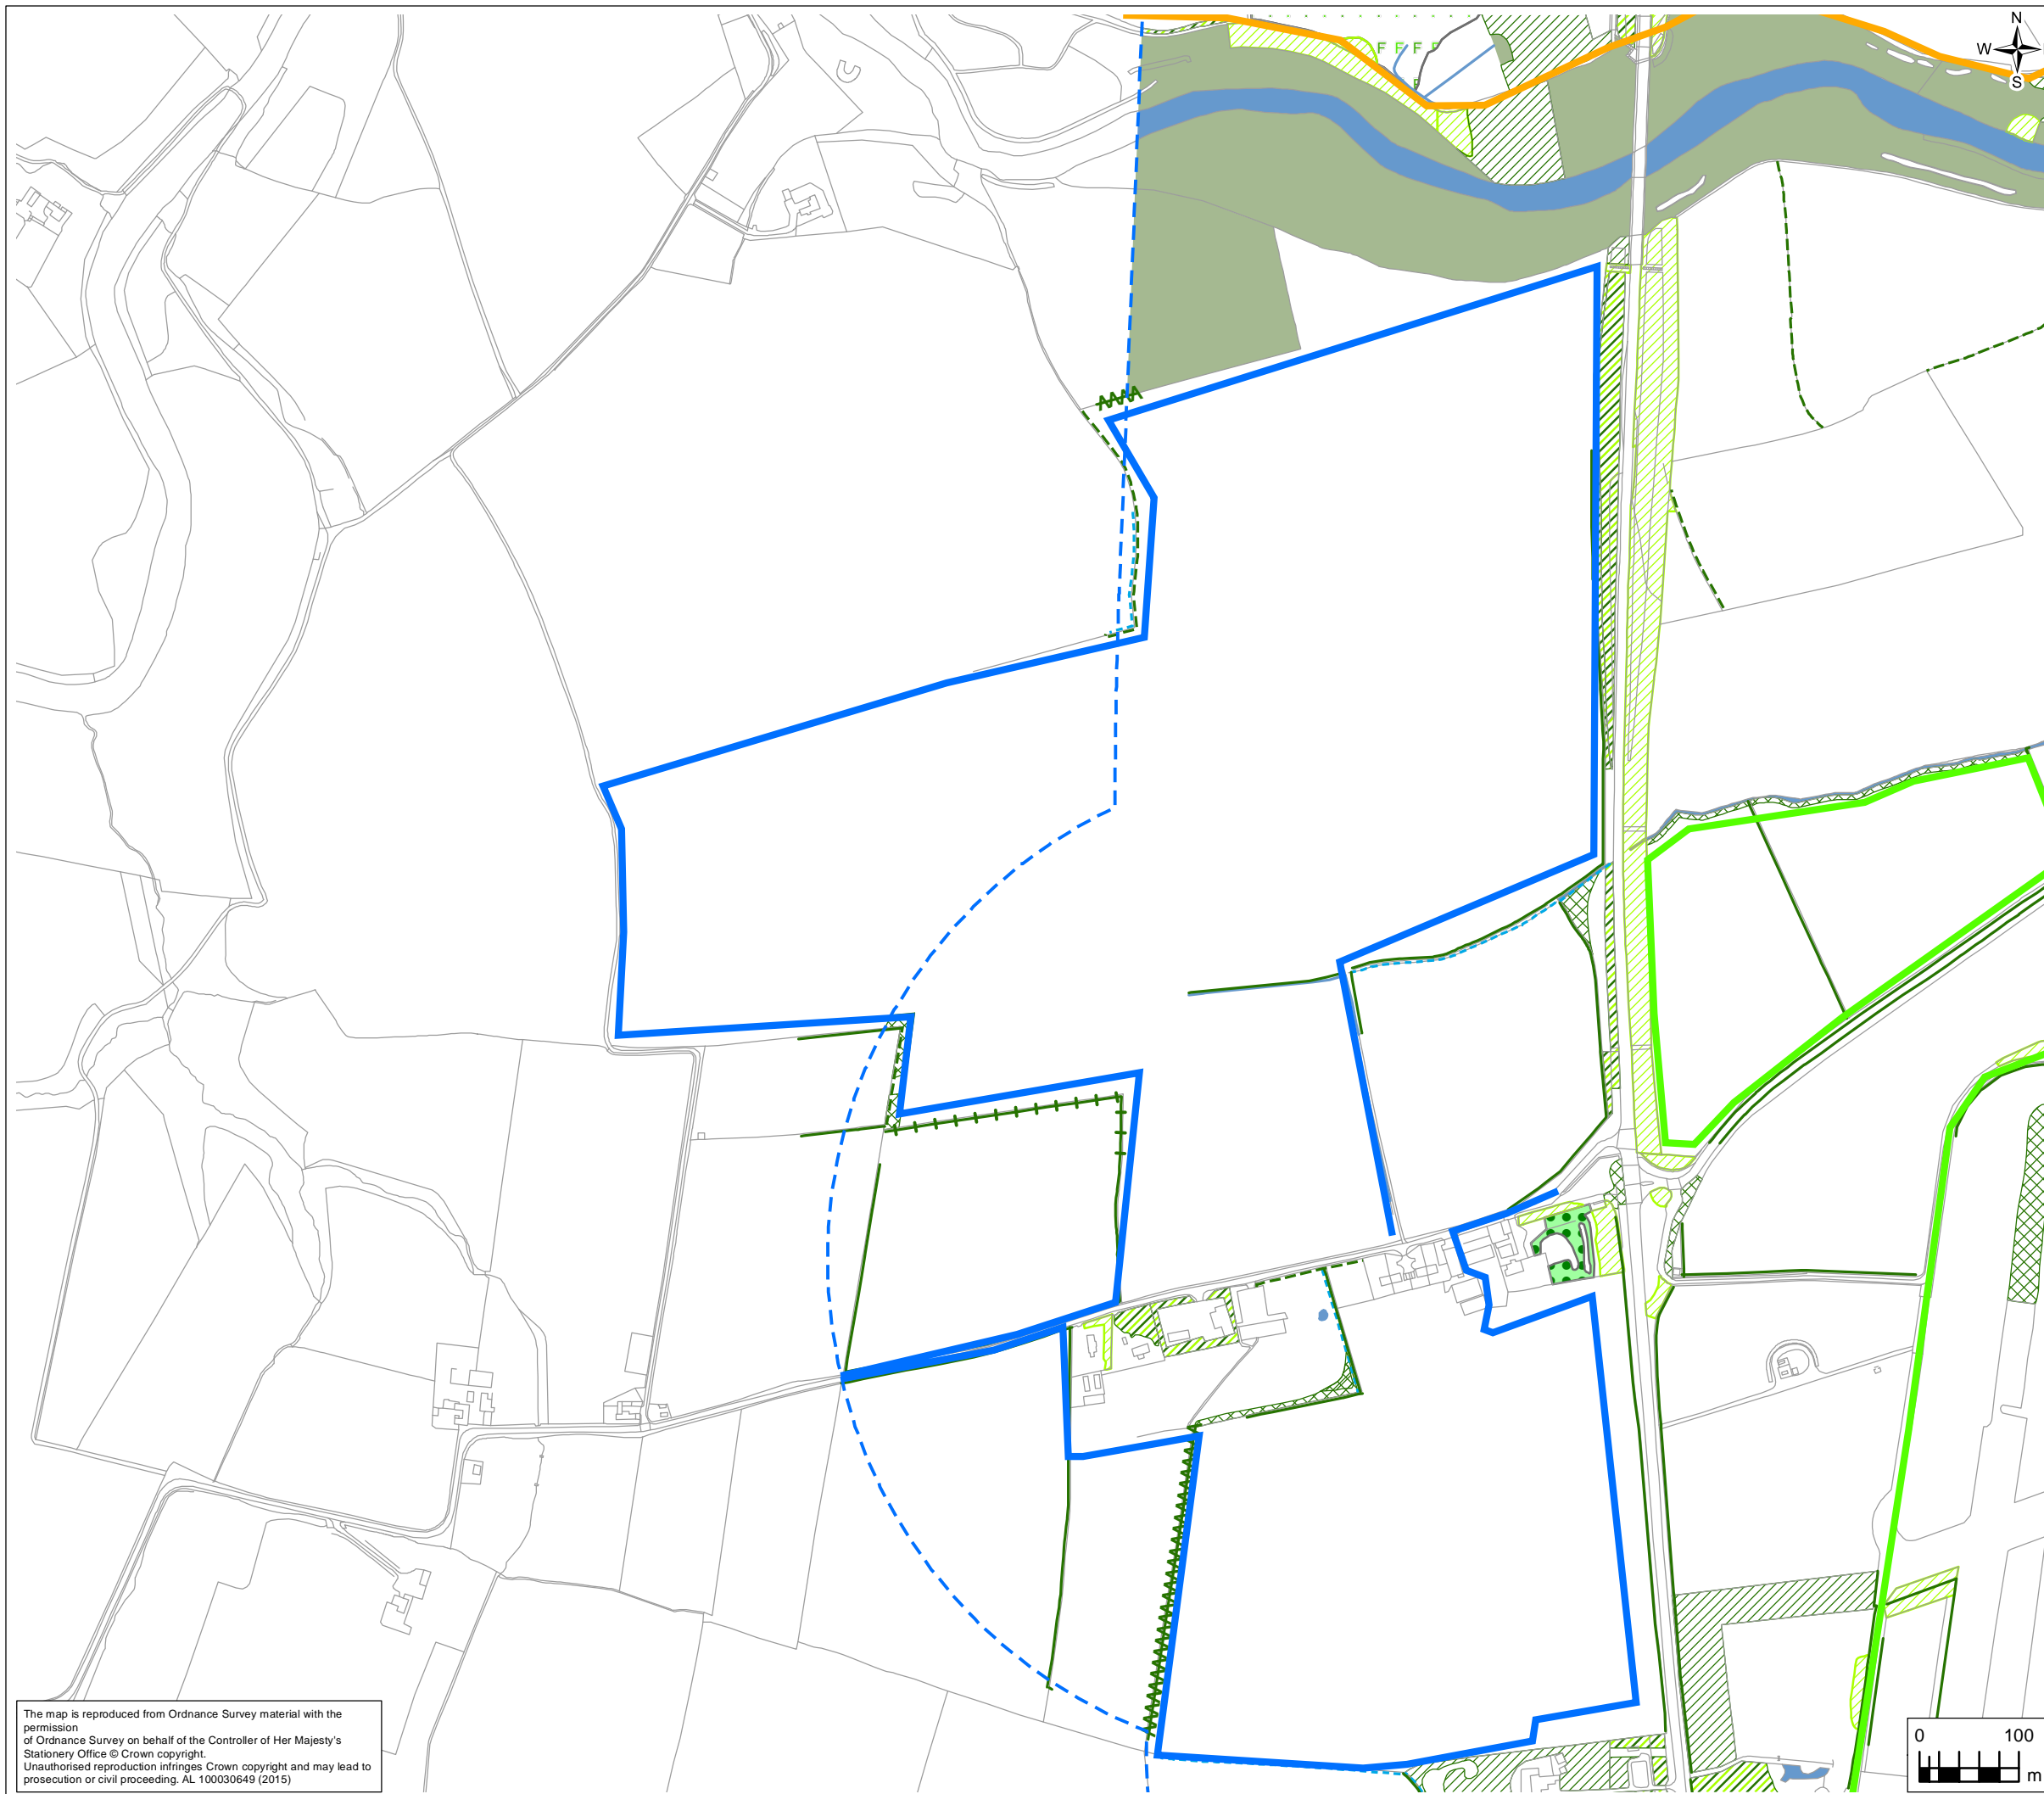 N
W
S
F F F F
F
The map is reproduced from Ordnance Survey material with the
permission
of Ordnance Survey on behalf of the Controller of Her Majesty's
Stationery Office © Crown copyright.
Unauthorised reproduction infringes Crown copyright and may lead to
prosecution or civil proceeding. AL 100030649 (2015)
0 100
m